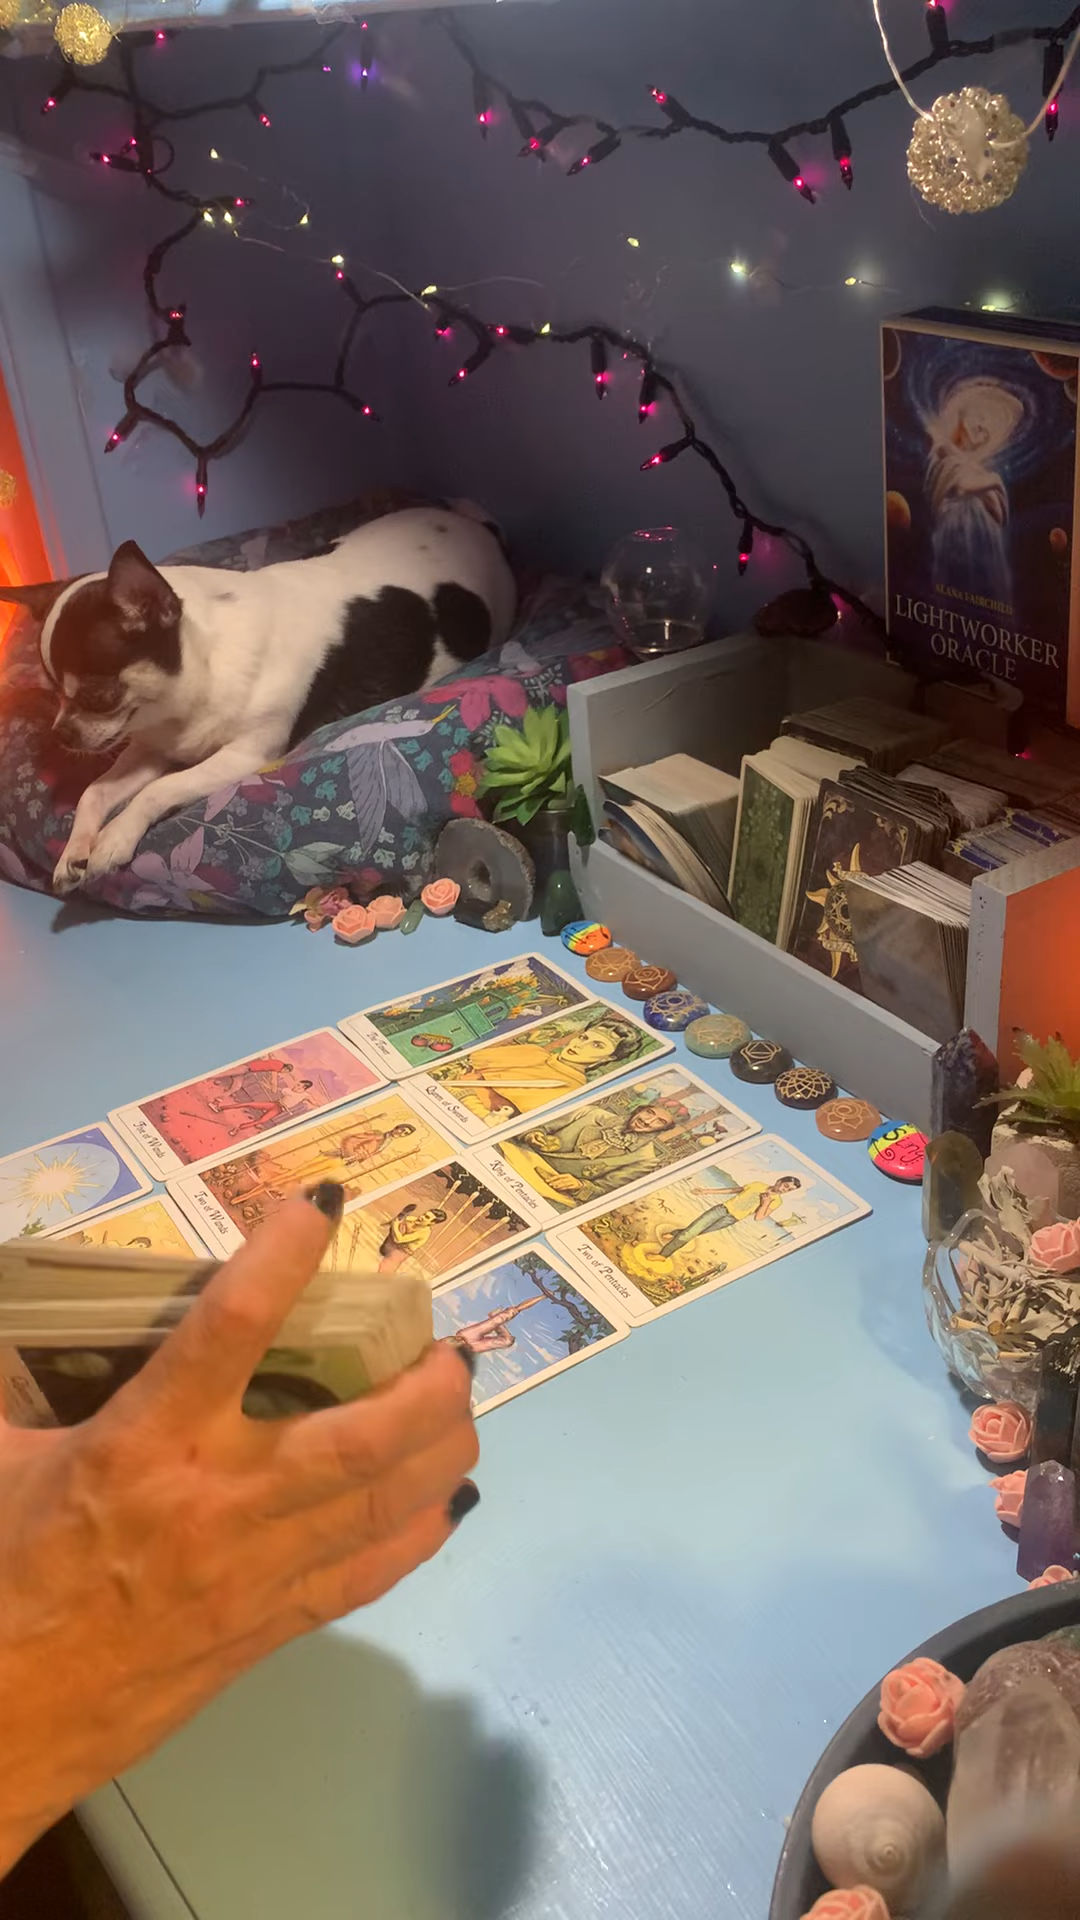 ALANA FAIRCHILD
LIGHTWORKER
ORACLE
The Tower
Queen of Swords
Five of Wands
King of Pentacles
Two of Wands
Two of Pentacles